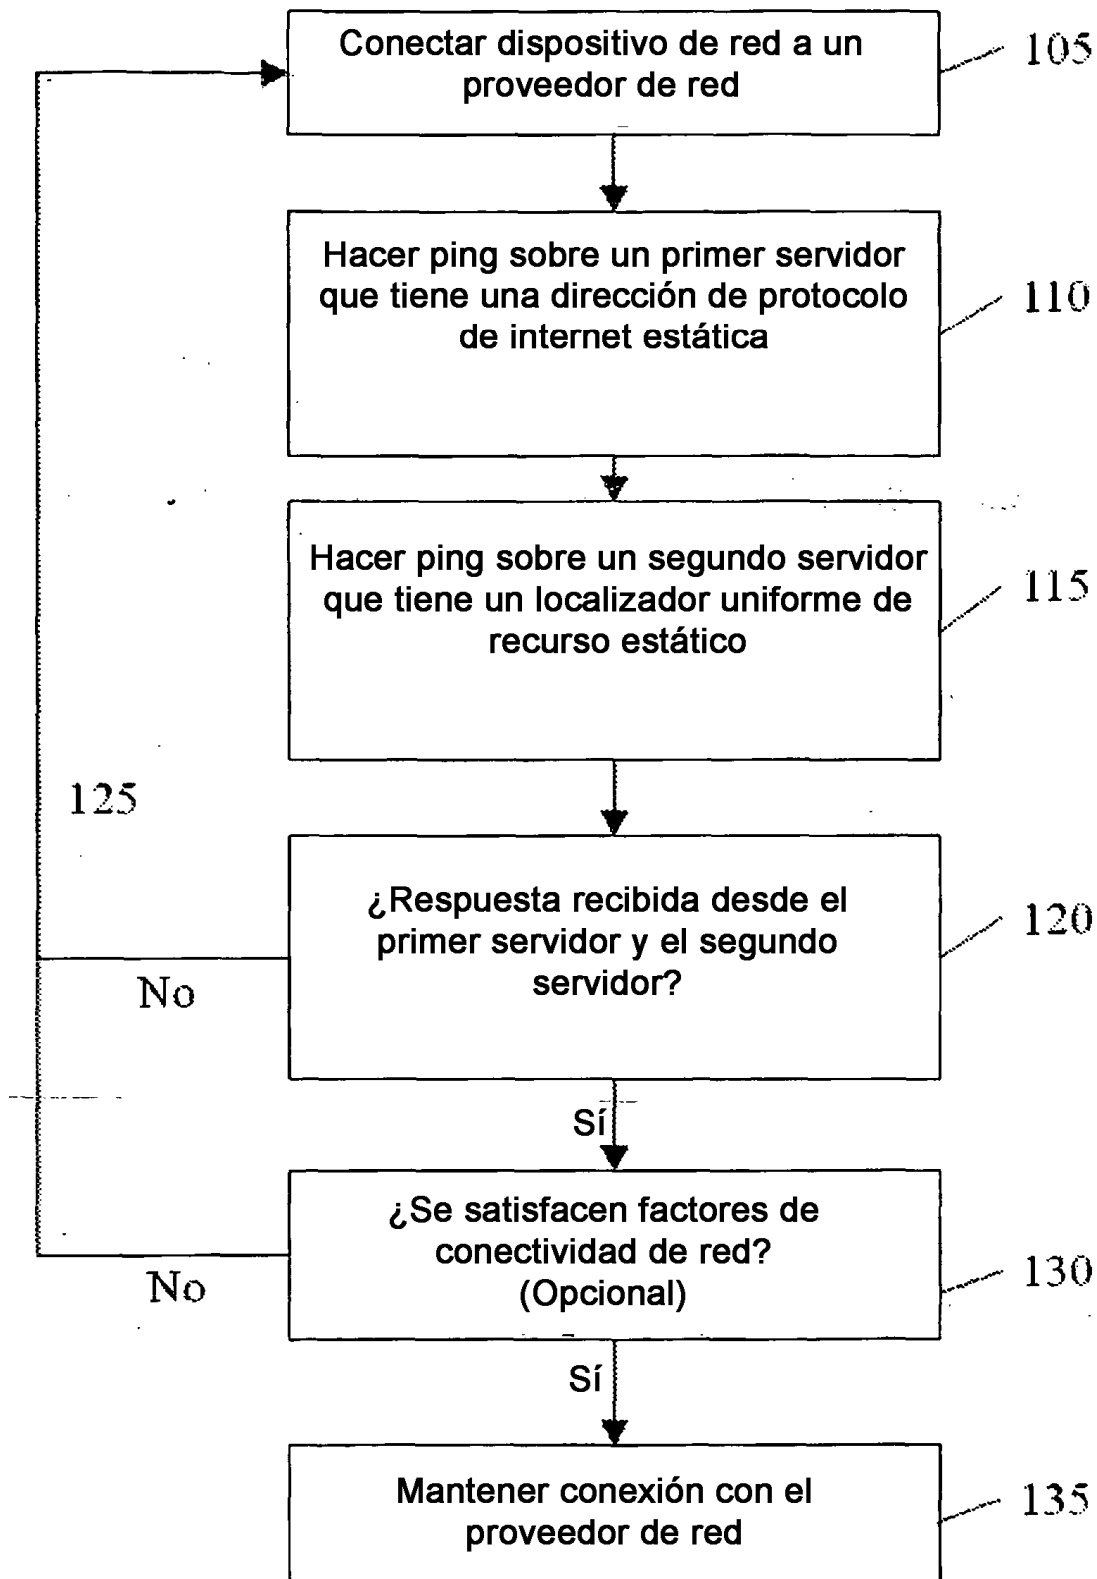 Conectar dispositivo de red a un
proveedor de red
105
Hacer ping sobre un primer servidor
que tiene una dirección de protocolo
de internet estática
110
Hacer ping sobre un segundo servidor
que tiene un localizador uniforme de
recurso estático
115
125
¿Respuesta recibida desde el
primer servidor y el segundo
servidor?
120
No
Sí
¿Se satisfacen factores de
conectividad de red?
(Opcional)
130
No
Sí
Mantener conexión con el
proveedor de red
135